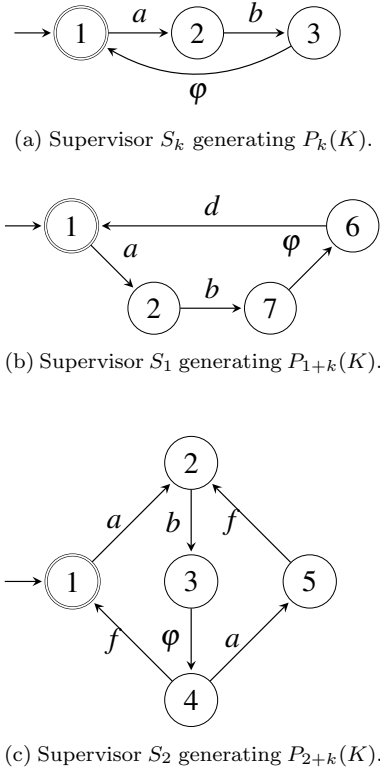 a b
1 2 3
φ
(a) Supervisor S_k generating P_k(K).
d
1 6
a φ
b
2 7
(b) Supervisor S_1 generating P_{1+k}(K).
2
a b f
1 3 5
f φ a
4
(c) Supervisor S_2 generating P_{2+k}(K).